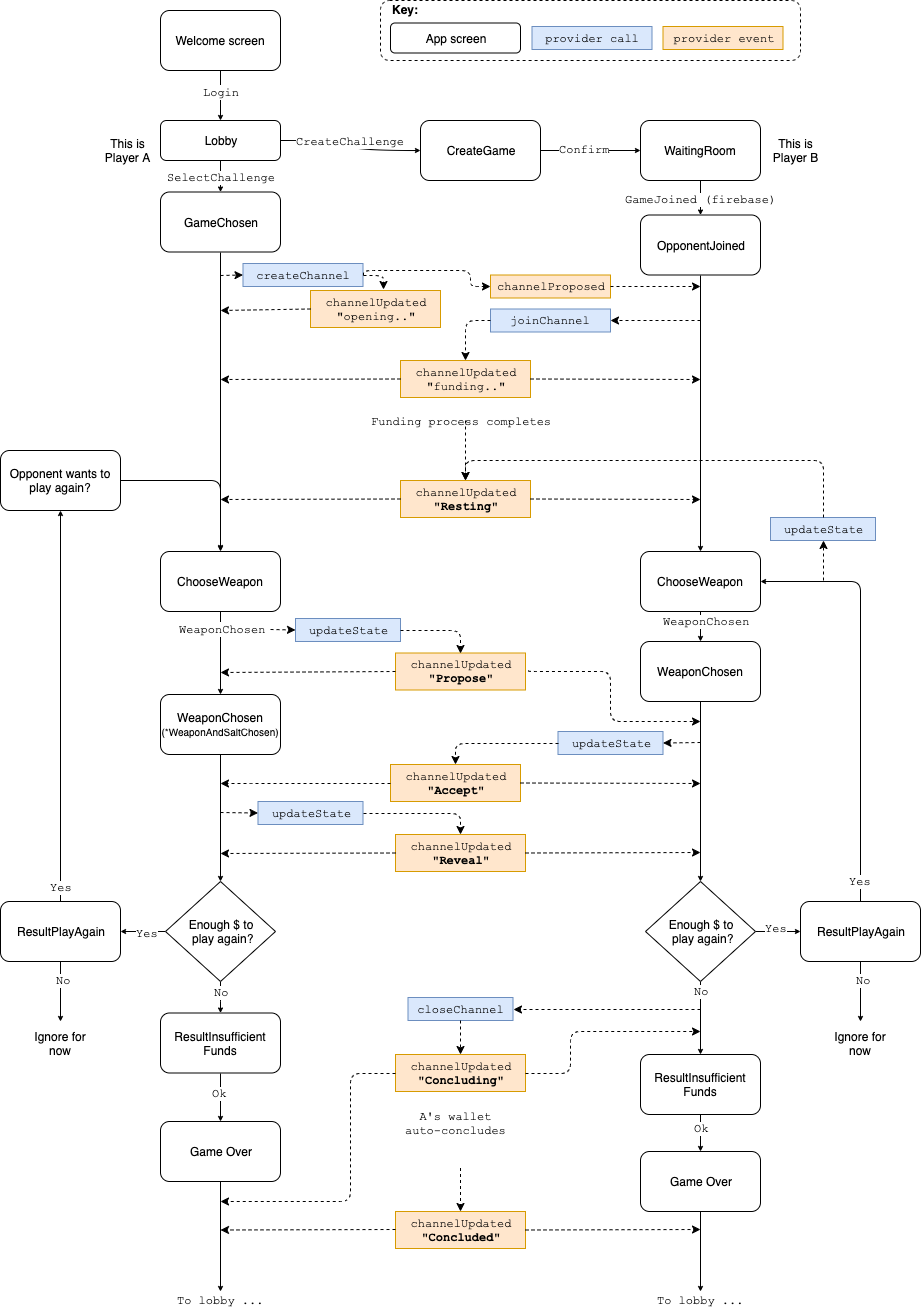 Key:
App screen
provider call
provider event
Welcome screen
Login
This is
Player A
Lobby
CreateChallenge
CreateGame
Confirm
WaitingRoom
This is
Player B
SelectChallenge
GameJoined (firebase)
GameChosen
OpponentJoined
createChannel
channelProposed
channelUpdated
"opening.."
joinChannel
channelUpdated
"funding.."
Funding process completes
Opponent wants to
play again?
channelUpdated
"Resting"
updateState
ChooseWeapon
ChooseWeapon
WeaponChosen
updateState
WeaponChosen
channelUpdated
"Propose"
WeaponChosen
WeaponChosen
(*WeaponAndSaltChosen)
updateState
channelUpdated
"Accept"
updateState
channelUpdated
"Reveal"
Yes
Yes
ResultPlayAgain
Yes
Enough $ to
play again?
Enough $ to
play again?
Yes
ResultPlayAgain
No
No
No
No
Ignore for
now
ResultInsufficient
Funds
closeChannel
Ignore for
now
channelUpdated
"Concluding"
ResultInsufficient
Funds
Ok
A's wallet
auto-concludes
Ok
Game Over
Game Over
channelUpdated
"Concluded"
To lobby ...
To lobby ...